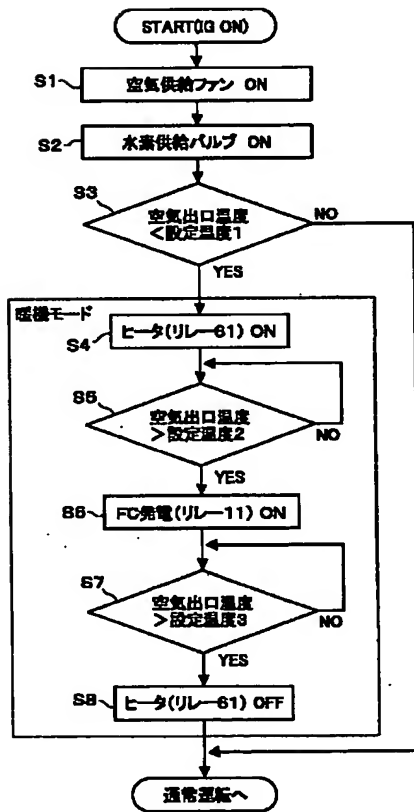 START(IG ON)
S1
空気供給ファン ON
S2
水素供給バルブ ON
S3
空気出口温度
<設定温度1
NO
YES
暖機モード
S4
ヒータ(リレー61) ON
S5
空気出口温度
>設定温度2
NO
YES
S6
FC発電(リレー11) ON
S7
空気出口温度
>設定温度3
NO
YES
S8
ヒータ(リレー61) OFF
通常運転へ